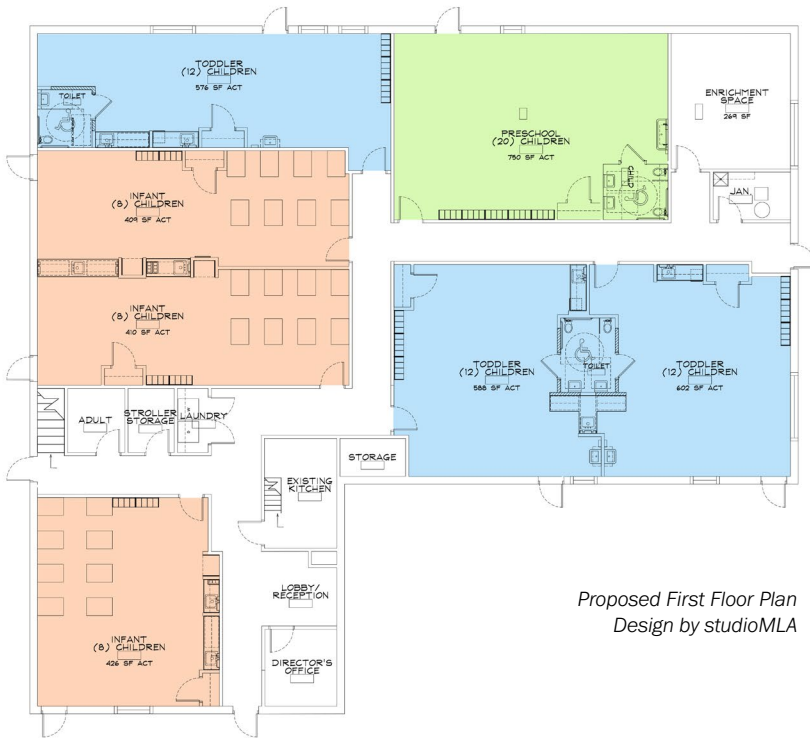 TODDLER
(12) CHILDREN
576 SF ACT
TOILET
PRESCHOOL
(20) CHILDREN
750 SF ACT
CHILD
ENRICHMENT
SPACE
269 SF
JAN.
INFANT
(8) CHILDREN
409 SF ACT
INFANT
(8) CHILDREN
410 SF ACT
TODDLER
(12) CHILDREN
588 SF ACT
TOILET
TODDLER
(12) CHILDREN
602 SF ACT
ADULT
STROLLER
STORAGE
LAUNDRY
STORAGE
EXISTING
KITCHEN
LOBBY/
RECEPTION
DIRECTOR'S
OFFICE
INFANT
(8) CHILDREN
426 SF ACT
Proposed First Floor Plan
Design by studioMLA